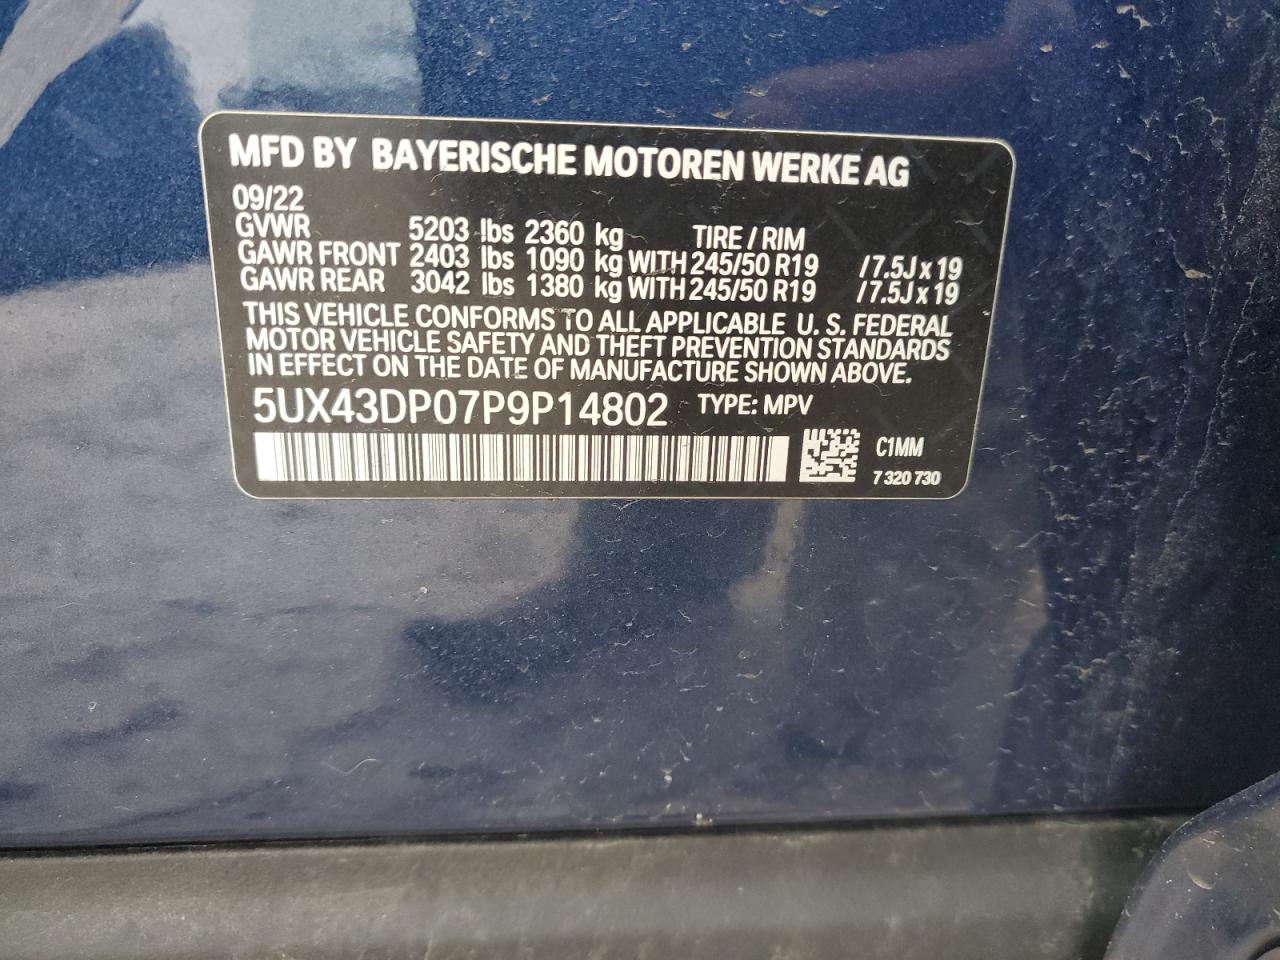 MFD BY BAYERISCHE MOTOREN WERKE AG
09/22
GVWR 5203 lbs 2360 kg TIRE / RIM
GAWR FRONT 2403 lbs 1090 kg WITH 245/50 R19 / 7.5J x 19
GAWR REAR 3042 lbs 1380 kg WITH 245/50 R19 / 7.5J x 19
THIS VEHICLE CONFORMS TO ALL APPLICABLE U. S. FEDERAL
MOTOR VEHICLE SAFETY AND THEFT PREVENTION STANDARDS
IN EFFECT ON THE DATE OF MANUFACTURE SHOWN ABOVE.
5UX43DP07P9P14802 TYPE: MPV
C1MM
7 320 730